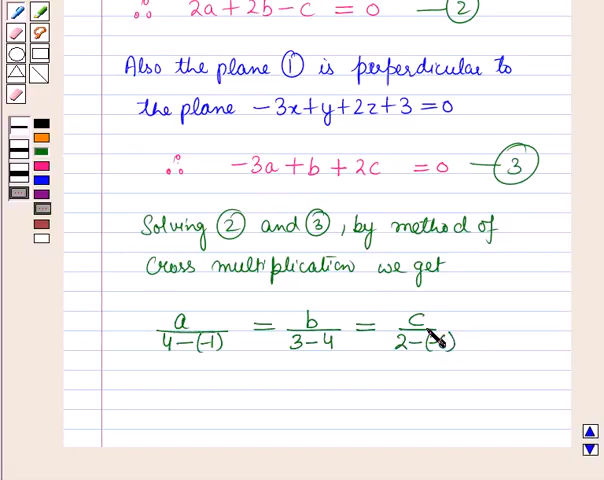 ∴ 2a + 2b - c = 0 — ②
Also the plane ① is perpendicular to
the plane -3x+y+2z+3 = 0
∴ -3a + b + 2c = 0 — ③
Solving ② and ③, by method of
Cross multiplication we get
a/4-(-1) = b/3-4 = c/2-(-6)